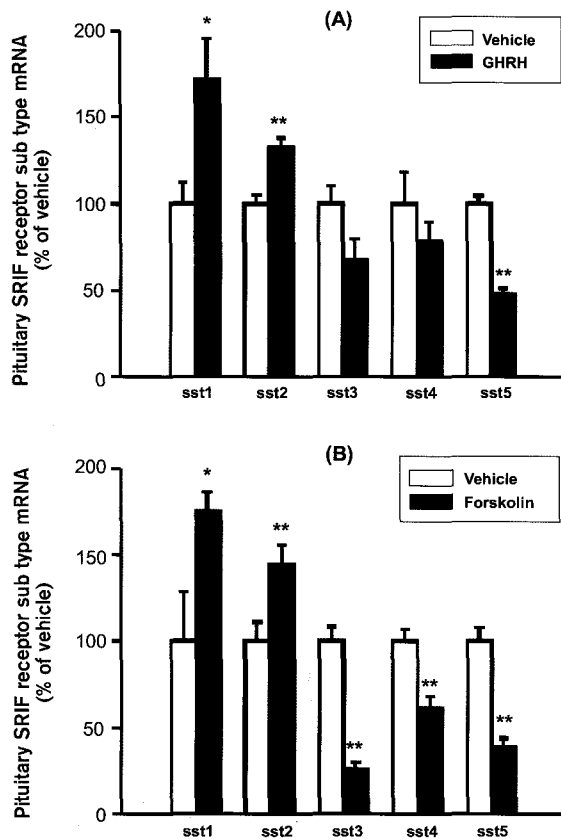 (A)
Pituitary SRIF receptor sub type mRNA
(% of vehicle)
200
150
100
50
0
Vehicle
GHRH
*
**
**
sst1
sst2
sst3
sst4
sst5
(B)
Pituitary SRIF receptor sub type mRNA
(% of vehicle)
200
150
100
50
0
Vehicle
Forskolin
*
**
**
**
**
sst1
sst2
sst3
sst4
sst5